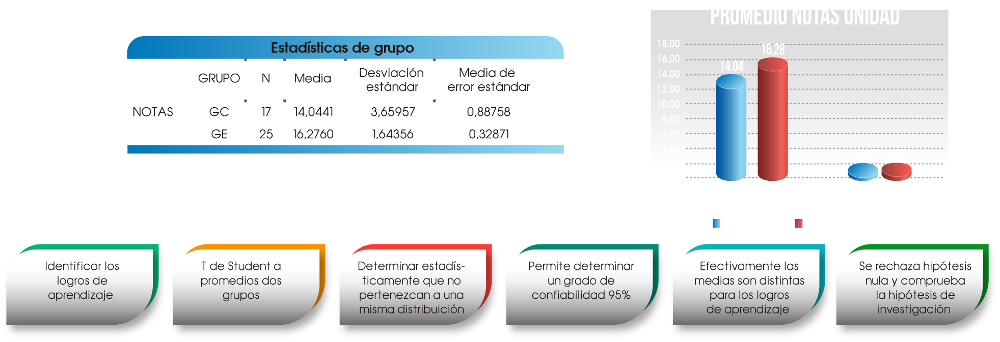 Estadísticas de grupo
GRUPO N Media Desviación estándar Media de error estándar
NOTAS GC 17 14,0441 3,65957 0,88758
GE 25 16,2760 1,64356 0,32871
PROMEDIO NOTAS UNIDAD
18.00
16.00
14.00
12.00
10.00
8.00
6.00
4.00
14,04
16,28
Identificar los
logros de
aprendizaje
T de Student a
promedios dos
grupos
Determinar estadís-
ticamente que no
pertenezcan a una
misma distribuición
Permite determinar
un grado de
confiabilidad 95%
Efectivamente las
medias son distintas
para los logros
de aprendizaje
Se rechaza hipótesis
nula y comprueba
la hipótesis de
investigación